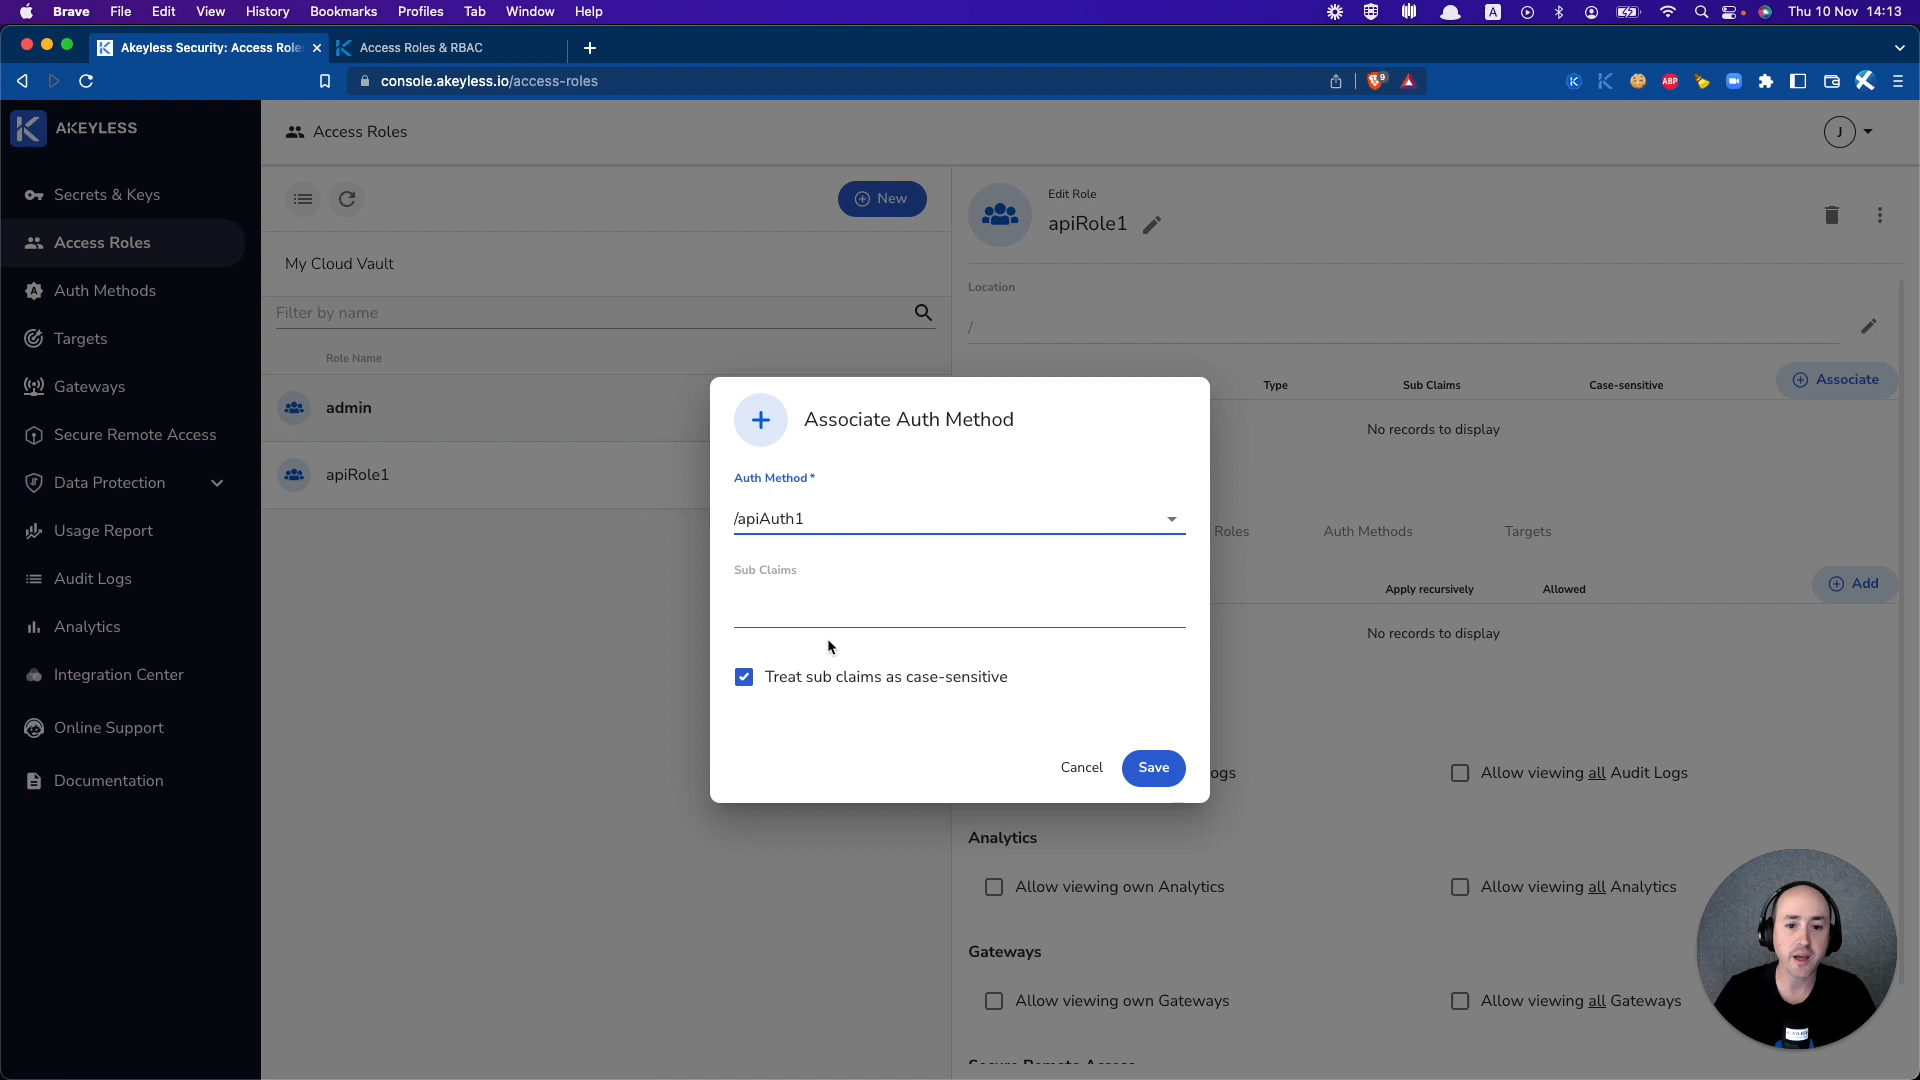 Brave File Edit View History Bookmarks Profiles Tab Window Help
A
Thu 10 Nov 14:13
Akeyless Security: Access Role
Access Roles & RBAC
console.akeyless.io/access-roles
9
ABP
AKEYLESS
Access Roles
J
Secrets & Keys
Access Roles
Auth Methods
Targets
Gateways
Secure Remote Access
Data Protection
Usage Report
Audit Logs
Analytics
Integration Center
Online Support
Documentation
New
My Cloud Vault
Filter by name
Role Name
admin
apiRole1
Edit Role
apiRole1
Location
/
Type Sub Claims Case-sensitive
Associate
No records to display
Roles Auth Methods Targets
Apply recursively Allowed
Add
No records to display
Associate Auth Method
Auth Method *
/apiAuth1
Sub Claims
Treat sub claims as case-sensitive
Cancel
Save
ogs
Allow viewing all Audit Logs
Analytics
Allow viewing own Analytics
Allow viewing all Analytics
Gateways
Allow viewing own Gateways
Allow viewing all Gateways